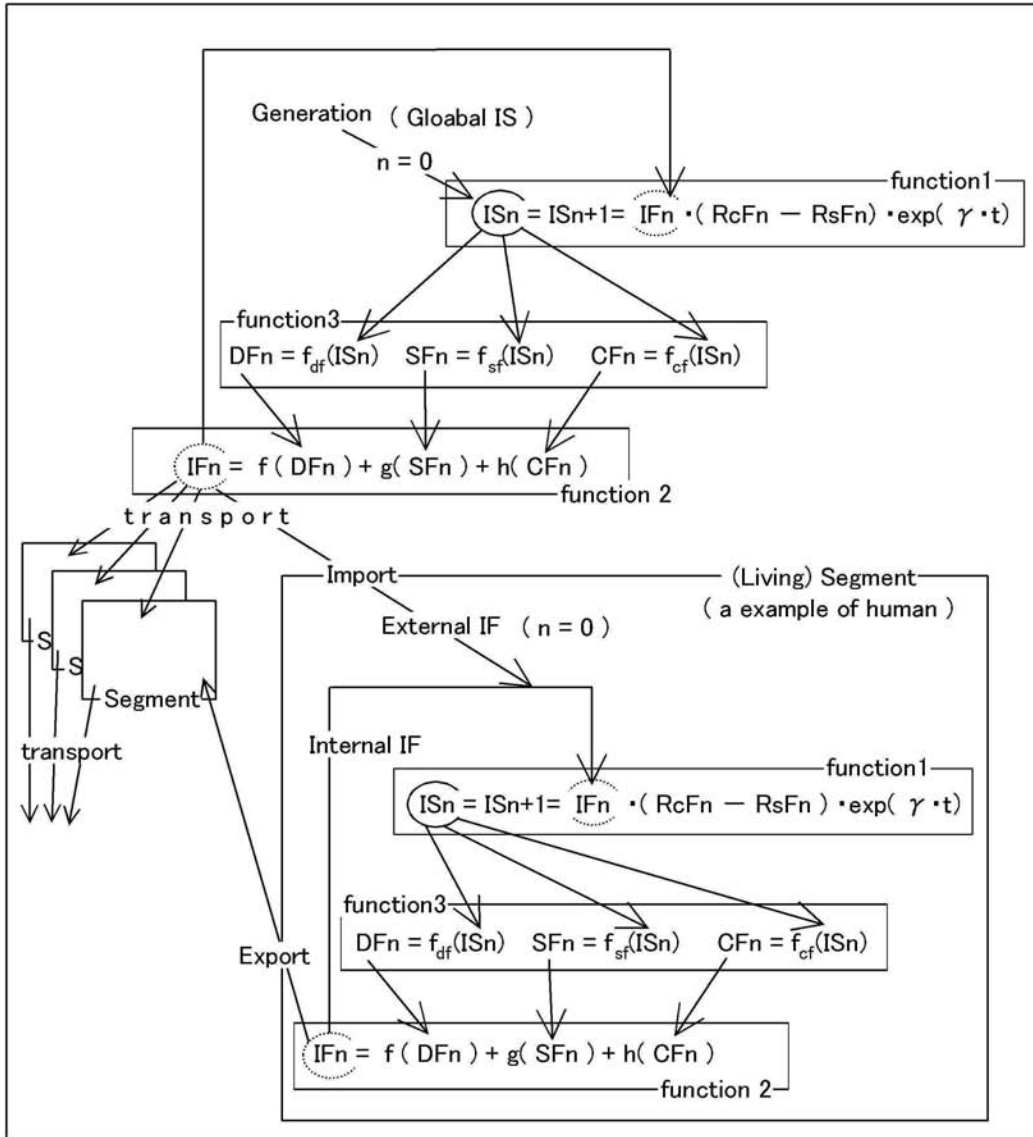 Generation ( Gloabal IS )
n = 0
function1
ISn = ISn+1= IFn ・( RcFn − RsFn) ・exp( γ ・t)
function3
DFn = f_df(ISn) SFn = f_sf(ISn) CFn = f_cf(ISn)
IFn = f ( DFn ) + g( SFn ) + h( CFn )
function 2
transport
Import
(Living) Segment
( a example of human )
External IF ( n = 0 )
S
S
Segment
transport
Internal IF
function1
ISn = ISn+1= IFn ・( RcFn − RsFn ) ・exp( γ ・t)
function3
DFn = f_df(ISn) SFn = f_sf(ISn) CFn = f_cf(ISn)
Export
IFn = f ( DFn ) + g( SFn ) + h( CFn )
function 2